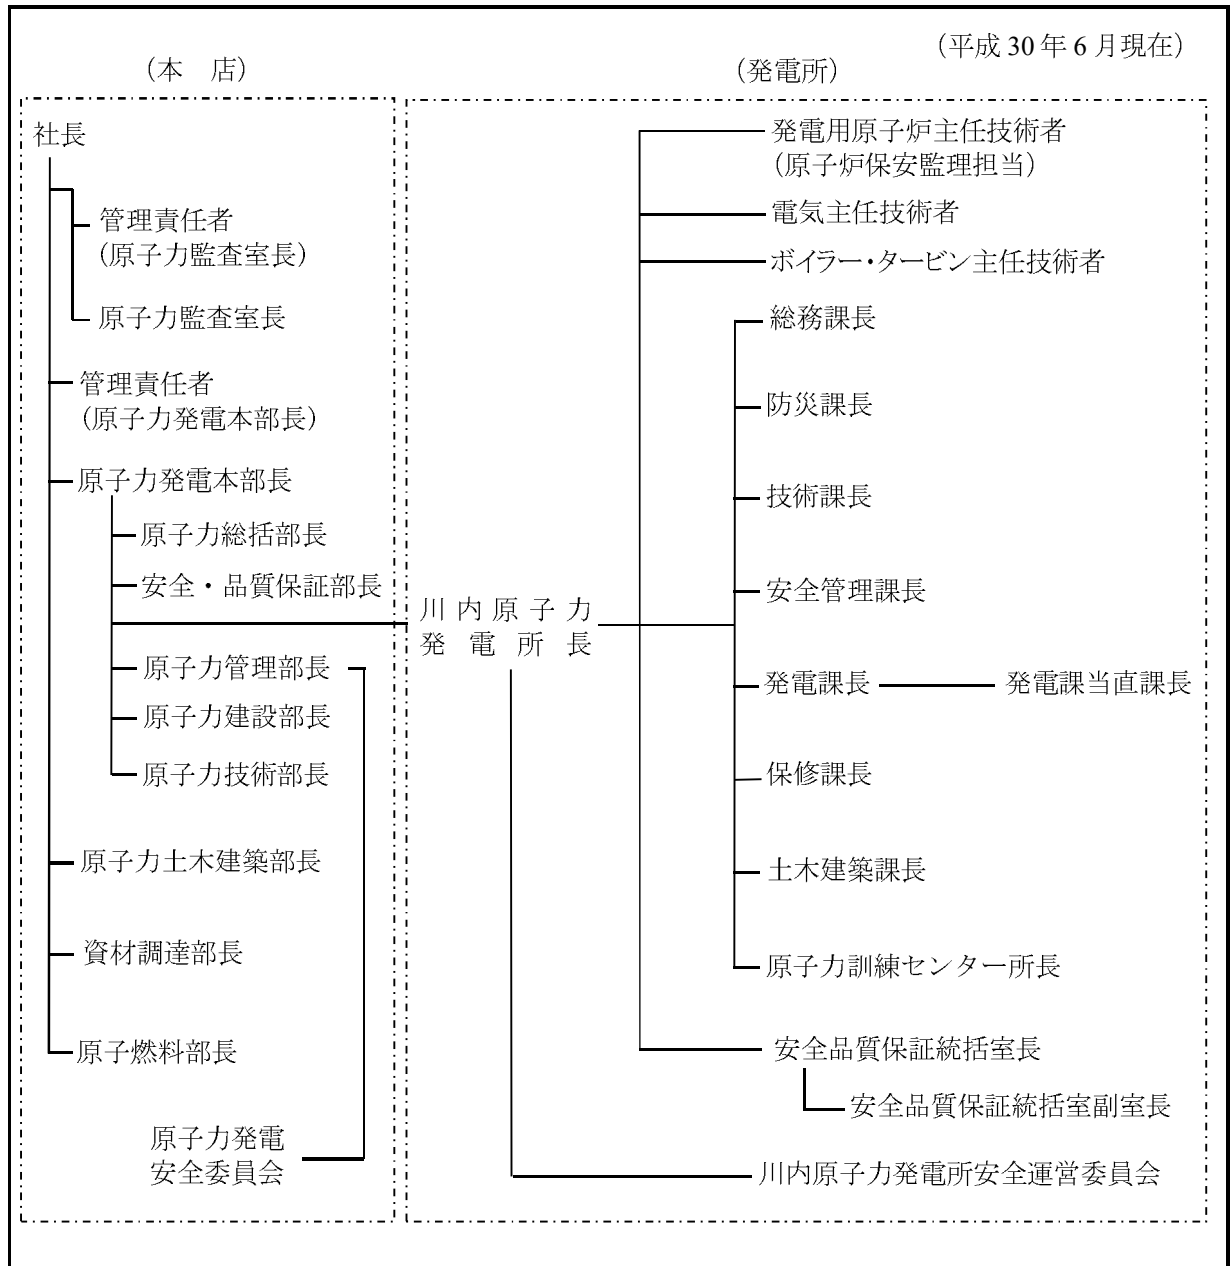 (平成 30 年 6 月現在)
(本　店)
社長
管理責任者
(原子力監査室長)
原子力監査室長
管理責任者
(原子力発電本部長)
原子力発電本部長
原子力総括部長
安全・品質保証部長
原子力管理部長
原子力建設部長
原子力技術部長
原子力土木建築部長
資材調達部長
原子燃料部長
原子力発電
安全委員会
(発電所)
川内原子力
発電所長
発電用原子炉主任技術者
(原子炉保安監理担当)
電気主任技術者
ボイラー・タービン主任技術者
総務課長
防災課長
技術課長
安全管理課長
発電課長
発電課当直課長
保修課長
土木建築課長
原子力訓練センター所長
安全品質保証統括室長
安全品質保証統括室副室長
川内原子力発電所安全運営委員会